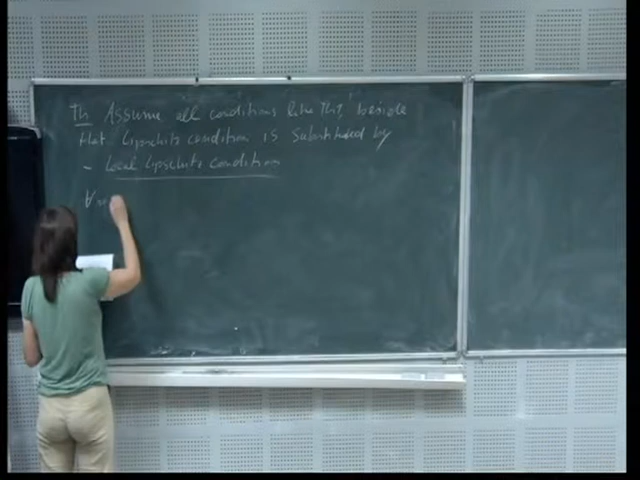 Th Assume all conditions like Th1, beside
that Lipschitz condition is substituted by
- Local Lipschitz Condition
∀